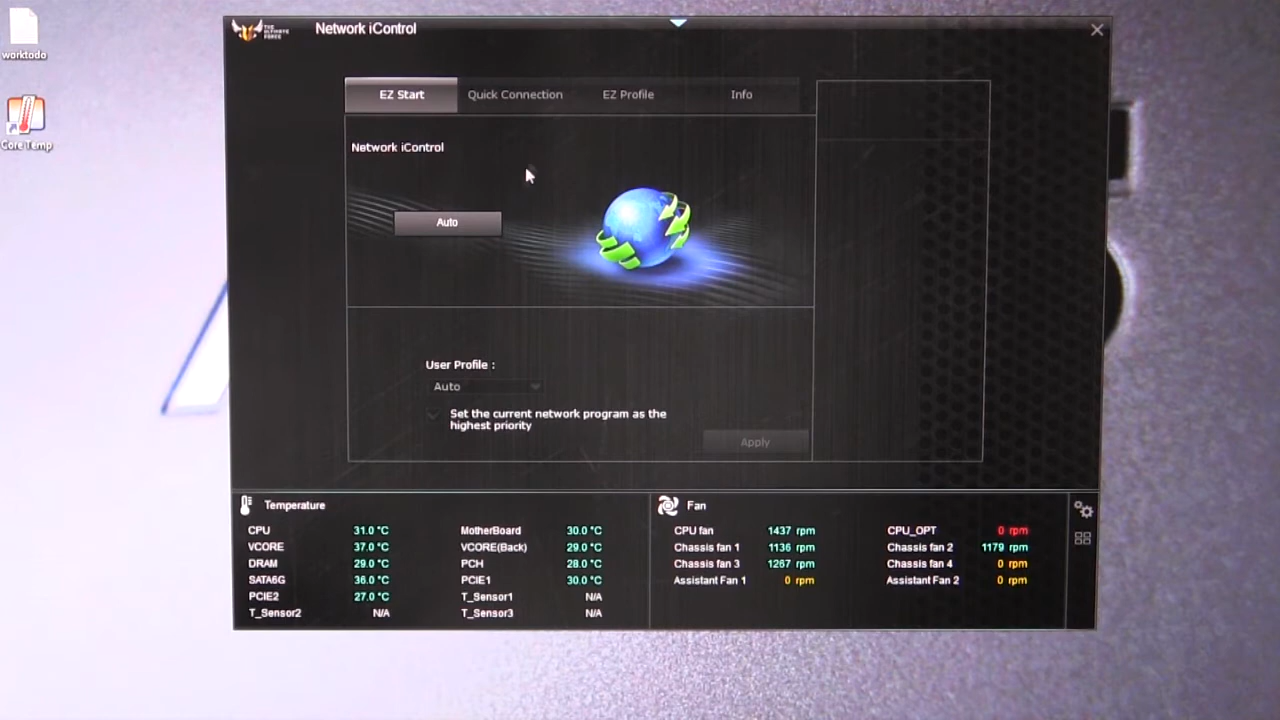 worktodo
Core Temp
THE ULTIMATE FORCE
Network iControl
EZ Start
Quick Connection
EZ Profile
Info
Network iControl
Auto
User Profile :
Auto
Set the current network program as the
highest priority
Apply
Temperature
CPU 31.0 °C MotherBoard 30.0 °C
VCORE 37.0 °C VCORE(Back) 29.0 °C
DRAM 29.0 °C PCH 28.0 °C
SATA6G 36.0 °C PCIE1 30.0 °C
PCIE2 27.0 °C T_Sensor1 N/A
T_Sensor2 N/A T_Sensor3 N/A
Fan
CPU fan 1437 rpm CPU_OPT 0 rpm
Chassis fan 1 1136 rpm Chassis fan 2 1179 rpm
Chassis fan 3 1267 rpm Chassis fan 4 0 rpm
Assistant Fan 1 0 rpm Assistant Fan 2 0 rpm